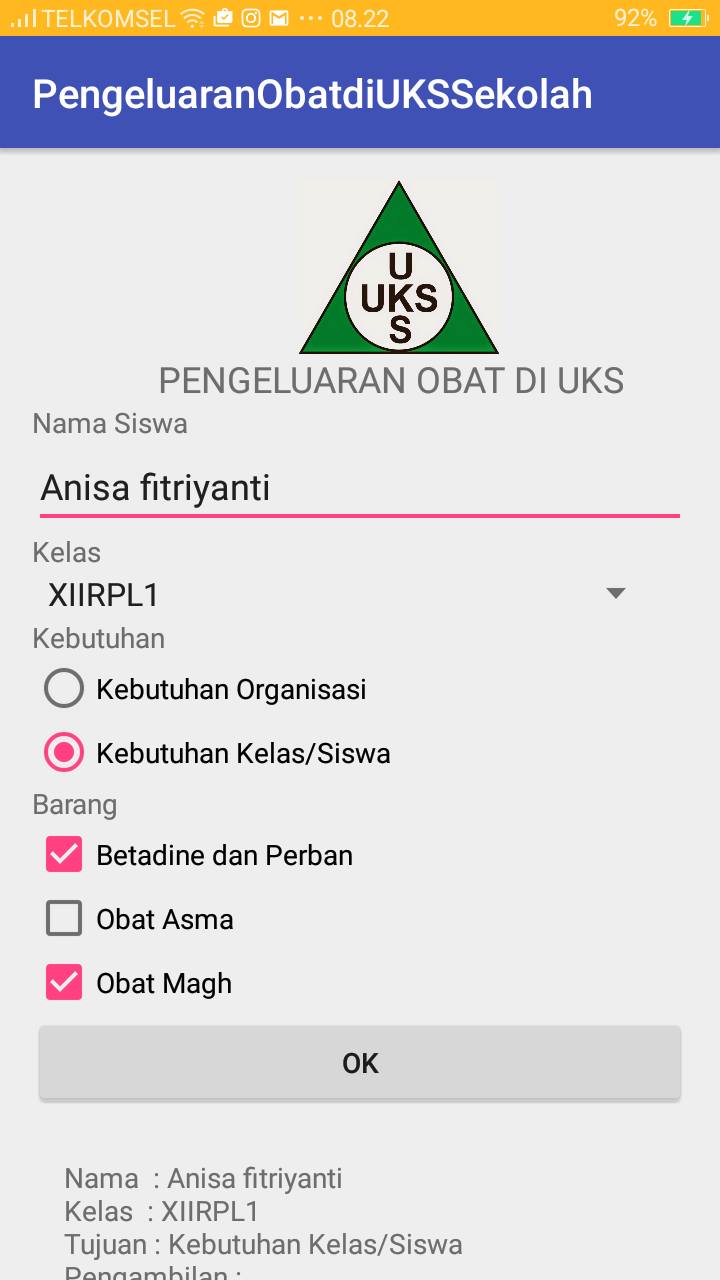 TELKOMSEL ... 08.22 92%
PengeluaranObatdiUKSSekolah
U
UKS
S
PENGELUARAN OBAT DI UKS
Nama Siswa
Anisa fitriyanti
Kelas
XIIRPL1
Kebutuhan
Kebutuhan Organisasi
Kebutuhan Kelas/Siswa
Barang
Betadine dan Perban
Obat Asma
Obat Magh
OK
Nama : Anisa fitriyanti
Kelas : XIIRPL1
Tujuan : Kebutuhan Kelas/Siswa
Pengambilan :